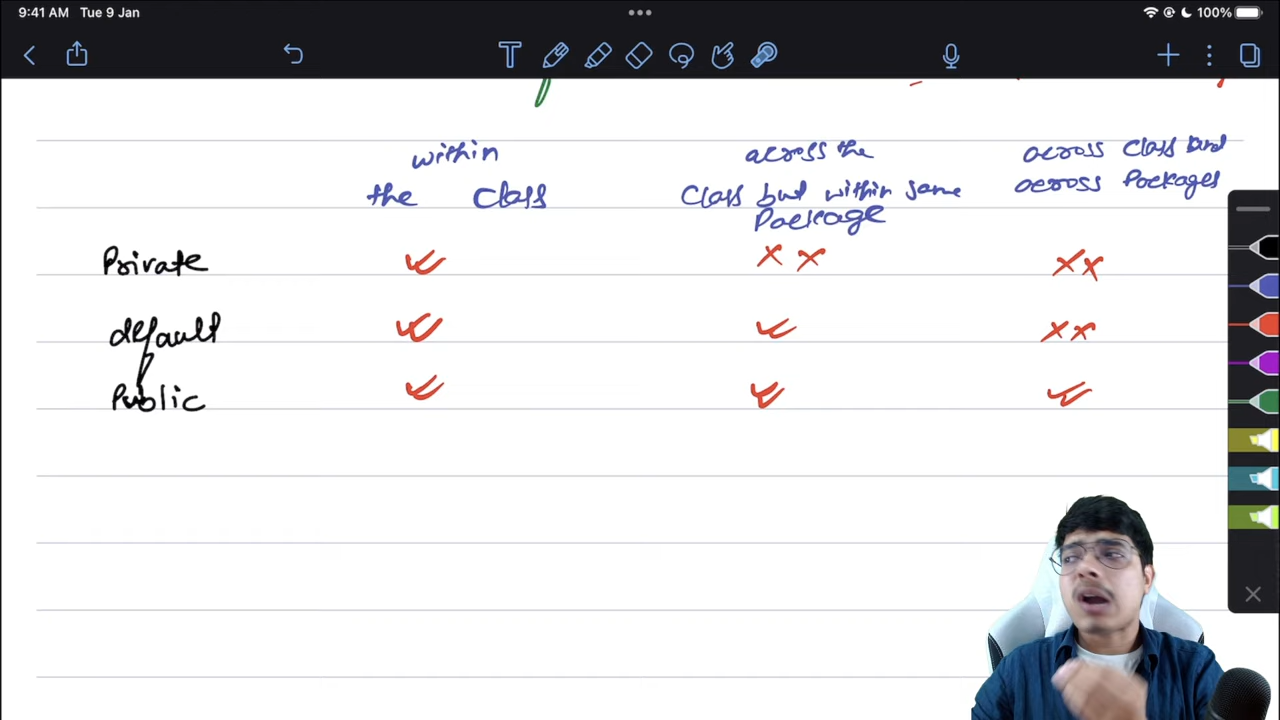 9:41 AM Tue 9 Jan
100%
T
within
the class
across the
class but within same
Package
across class and
across Packages
Private
default
Public